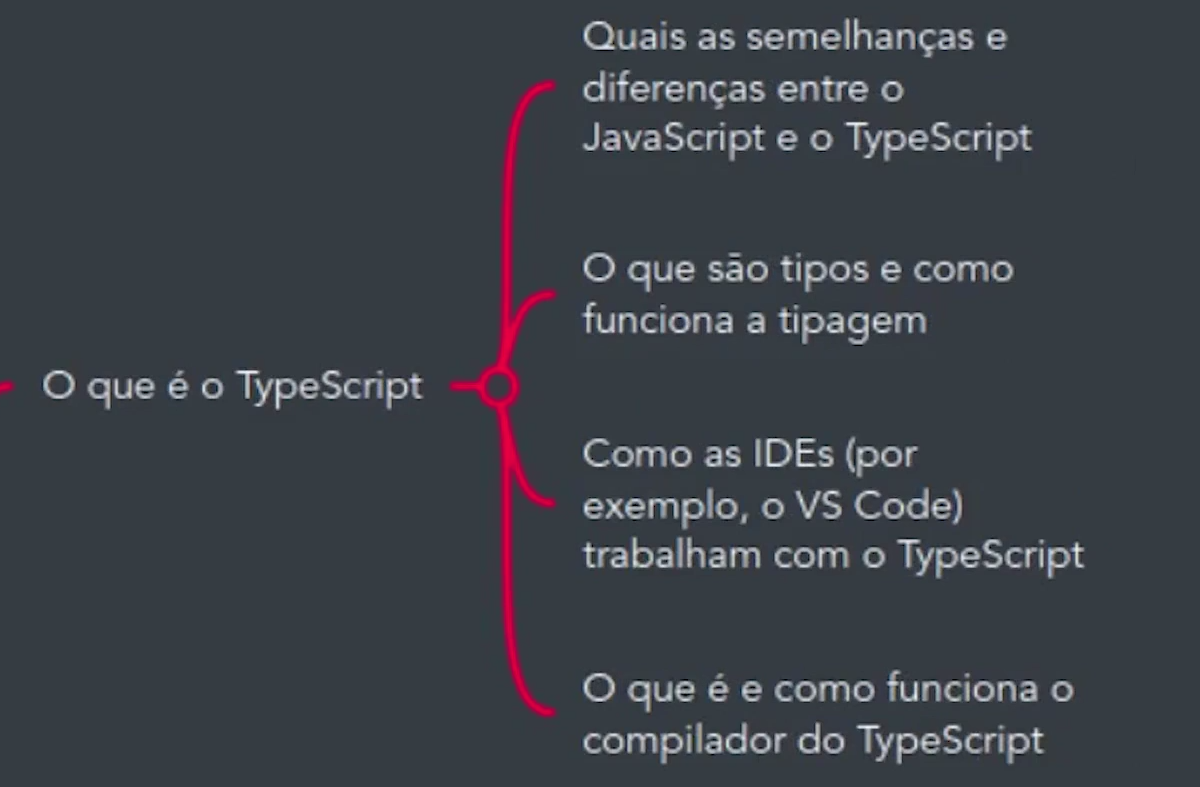 Quais as semelhanças e
diferenças entre o
JavaScript e o TypeScript
O que são tipos e como
funciona a tipagem
O que é o TypeScript
Como as IDEs (por
exemplo, o VS Code)
trabalham com o TypeScript
O que é e como funciona o
compilador do TypeScript